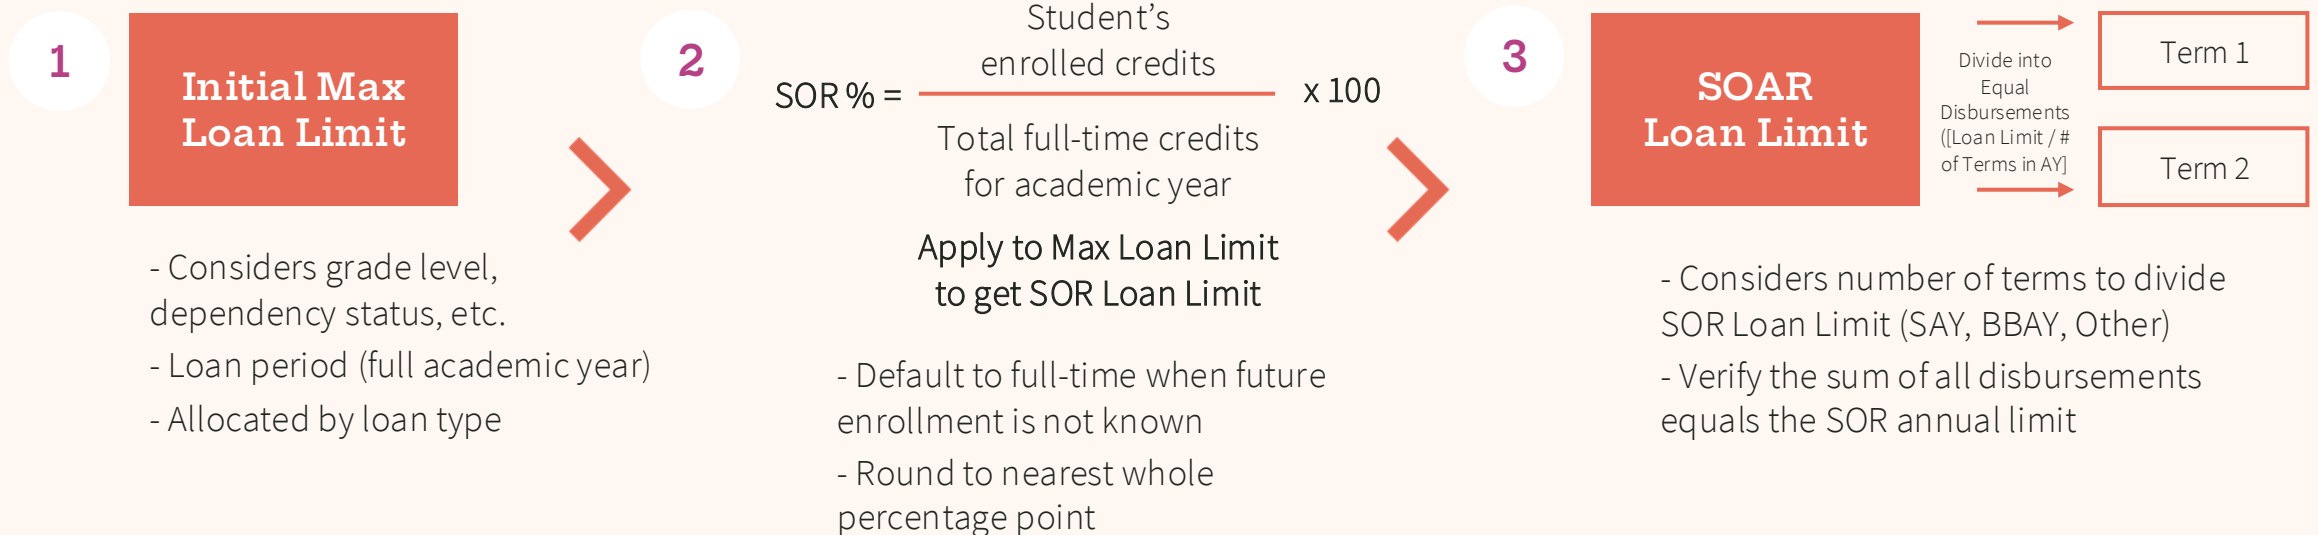 1
Initial Max
Loan Limit
- Considers grade level,
dependency status, etc.
- Loan period (full academic year)
- Allocated by loan type
2
Student's
enrolled credits
SOR % =
x 100
Total full-time credits
for academic year
Apply to Max Loan Limit
to get SOR Loan Limit
- Default to full-time when future
enrollment is not known
- Round to nearest whole
percentage point
3
SOAR
Loan Limit
Divide into
Equal
Disbursements
([Loan Limit / #
of Terms in AY]
Term 1
Term 2
- Considers number of terms to divide
SOR Loan Limit (SAY, BBAY, Other)
- Verify the sum of all disbursements
equals the SOR annual limit